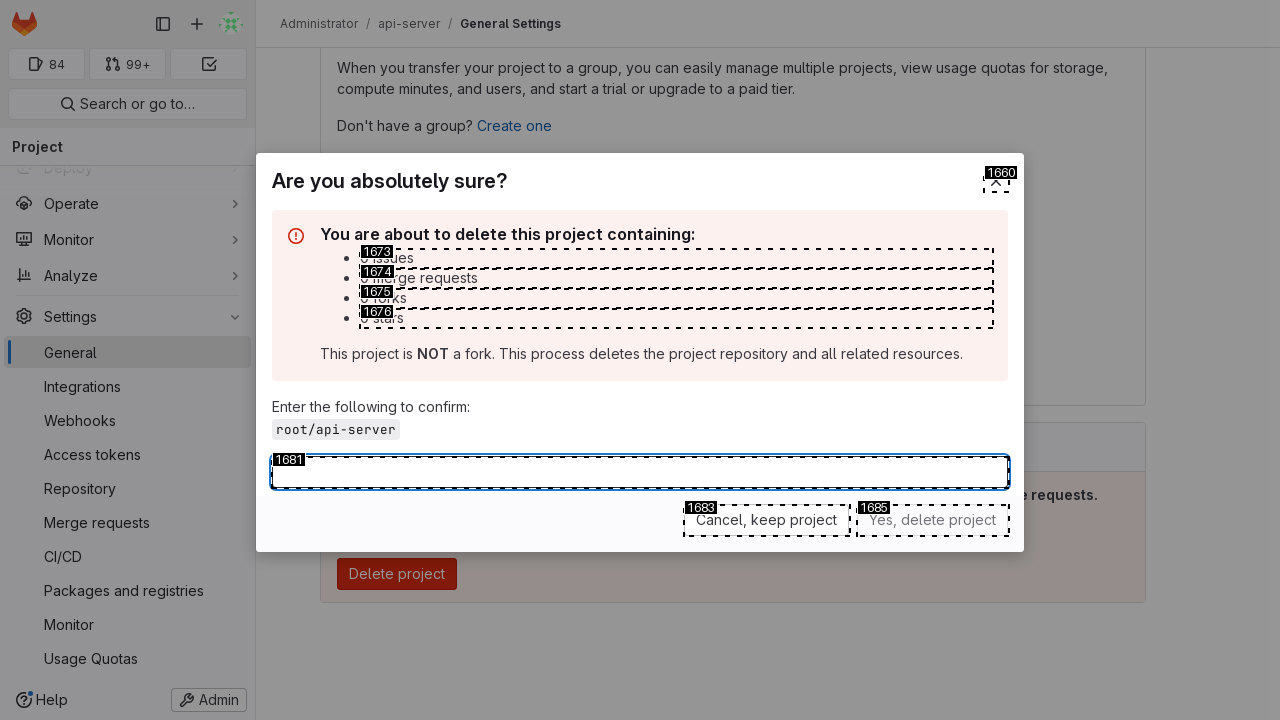 Administrator / api-server / General Settings
84
99+
Search or go to…
Project
Deploy
Operate
Monitor
Analyze
Settings
General
Integrations
Webhooks
Access tokens
Repository
Merge requests
CI/CD
Packages and registries
Monitor
Usage Quotas
Help
Admin
When you transfer your project to a group, you can easily manage multiple projects, view usage quotas for storage,
compute minutes, and users, and start a trial or upgrade to a paid tier.
Don't have a group? Create one
Are you absolutely sure?
1660
You are about to delete this project containing:
1673
issues
1674
merge requests
1675
forks
1676
stars
This project is NOT a fork. This process deletes the project repository and all related resources.
Enter the following to confirm:
root/api-server
1681
1683
Cancel, keep project
1685
Yes, delete project
requests.
Delete project